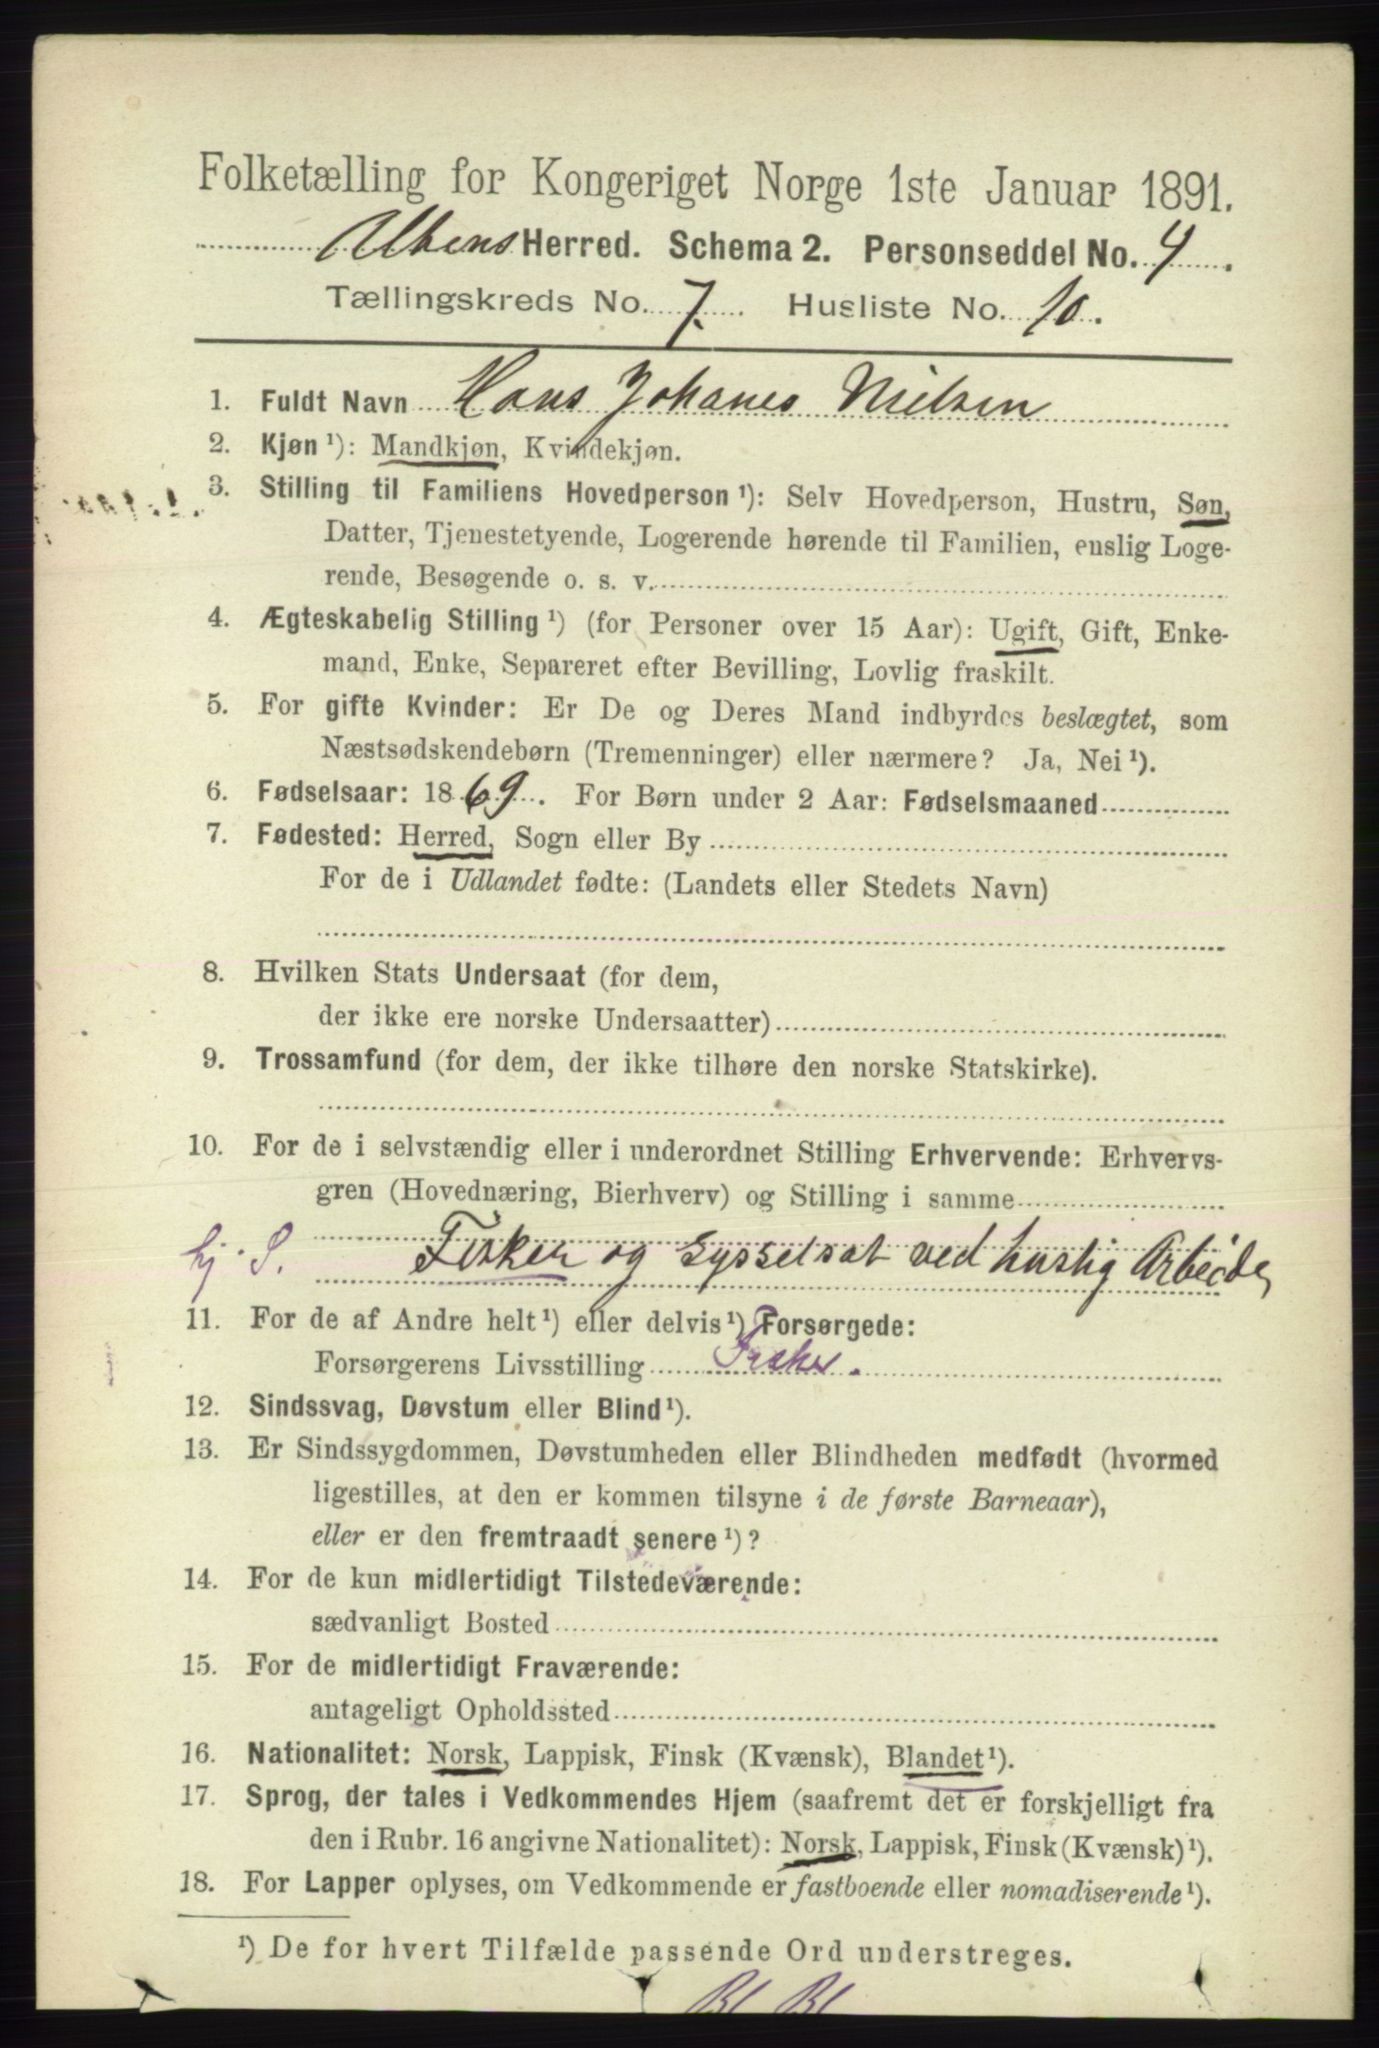 Folketælling for Kongeriget Norge 1ste Januar 1891.
Altens Herred. Schema 2. Personseddel No. 4.
Tællingskreds No. 7. Husliste No. 10.
1. Fuldt Navn Hans Johanes Nielsen
2. Kjøn ¹): Mandkjøn, Kvindekjøn.
3. Stilling til Familiens Hovedperson ¹): Selv Hovedperson, Hustru, Søn,
Datter, Tjenestetyende, Logerende hørende til Familien, enslig Loge-
rende, Besøgende o. s. v.
4. Ægteskabelig Stilling ¹) (for Personer over 15 Aar): Ugift, Gift, Enke-
mand, Enke, Separeret efter Bevilling, Lovlig fraskilt.
5. For gifte Kvinder: Er De og Deres Mand indbyrdes beslægtet, som
Næstsødskendebørn (Tremenninger) eller nærmere? Ja, Nei ¹).
6. Fødselsaar: 1869. For Børn under 2 Aar: Fødselsmaaned
7. Fødested: Herred, Sogn eller By
For de i Udlandet fødte: (Landets eller Stedets Navn)
8. Hvilken Stats Undersaat (for dem,
der ikke ere norske Undersaatter)
9. Trossamfund (for dem, der ikke tilhøre den norske Statskirke).
10. For de i selvstændig eller i underordnet Stilling Erhvervende: Erhvervs-
gren (Hovednæring, Bierhverv) og Stilling i samme
hj. S. Fisker og sysselsat ved huslig Arbeide
11. For de af Andre helt ¹) eller delvis ¹) Forsørgede:
Forsørgerens Livsstilling Fisker.
12. Sindssvag, Døvstum eller Blind ¹).
13. Er Sindssygdommen, Døvstumheden eller Blindheden medfødt (hvormed
ligestilles, at den er kommen tilsyne i de første Barneaar),
eller er den fremtraadt senere ¹)?
14. For de kun midlertidigt Tilstedeværende:
sædvanligt Bosted
15. For de midlertidigt Fraværende:
antageligt Opholdssted
16. Nationalitet: Norsk, Lappisk, Finsk (Kvænsk), Blandet ¹).
17. Sprog, der tales i Vedkommendes Hjem (saafremt det er forskjelligt fra
den i Rubr. 16 angivne Nationalitet): Norsk, Lappisk, Finsk (Kvænsk) ¹).
18. For Lapper oplyses, om Vedkommende er fastboende eller nomadiserende ¹).
¹) De for hvert Tilfælde passende Ord understreges.
Bl Bl